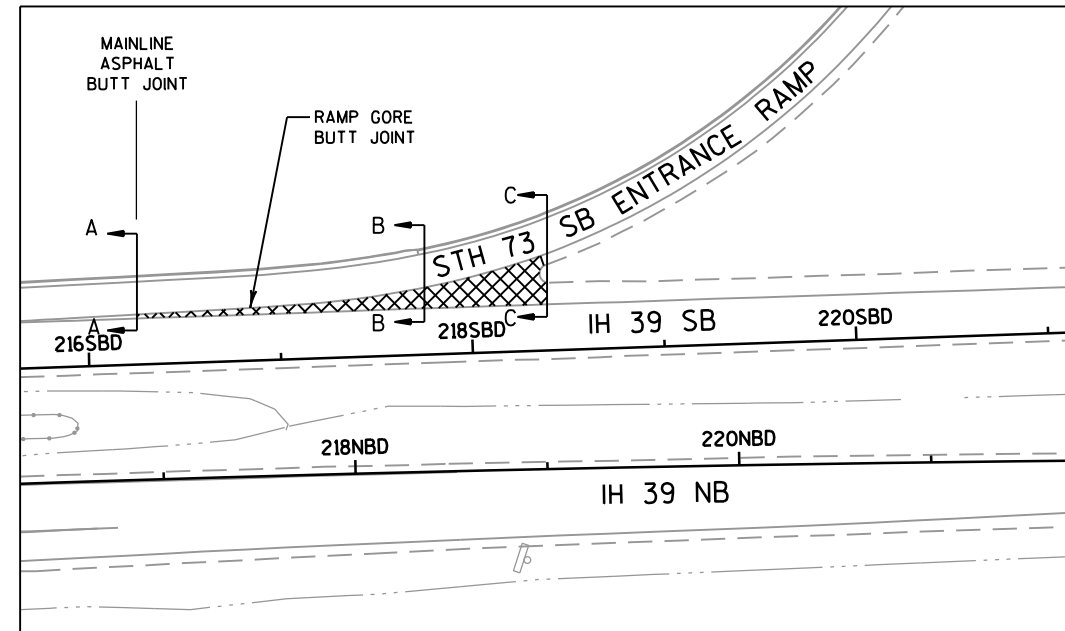 MAINLINE
ASPHALT
BUTT JOINT
RAMP GORE
BUTT JOINT
STH 73 SB ENTRANCE RAMP
A
B
C
A
B
C
216SBD
218SBD
IH 39 SB
220SBD
218NBD
220NBD
IH 39 NB